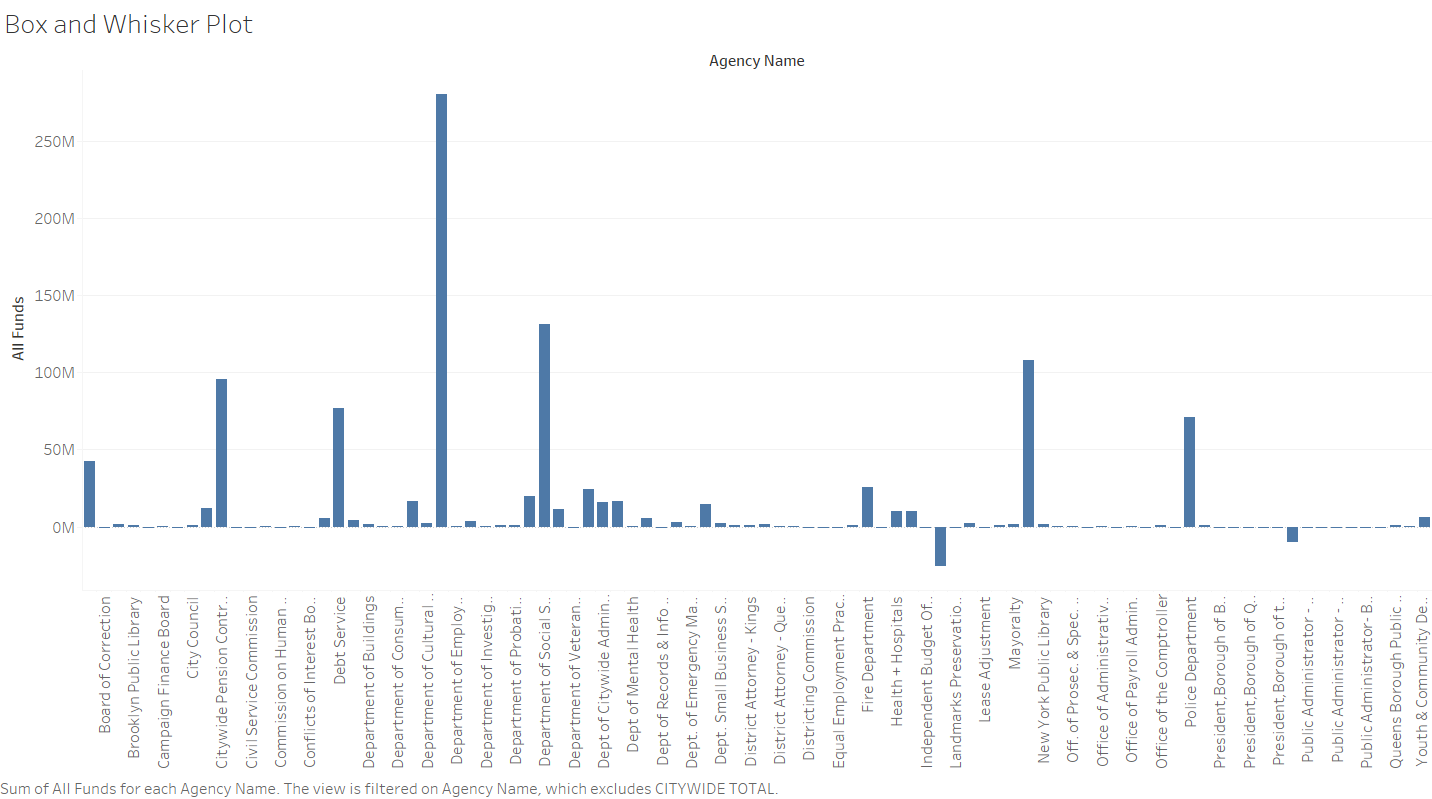 Box and Whisker Plot
Agency Name
250M
200M
150M
100M
50M
0M
All Funds
Board of Correction
Brooklyn Public Library
Campaign Finance Board
City Council
Citywide Pension Contr..
Civil Service Commission
Commission on Human ..
Conflicts of Interest Bo..
Debt Service
Department of Buildings
Department of Consum..
Department of Cultural ..
Department of Employ..
Department of Investig..
Department of Probati..
Department of Social S..
Department of Veteran..
Dept of Citywide Admin..
Dept of Mental Health
Dept of Records & Info ..
Dept. of Emergency Ma..
Dept. Small Business S..
District Attorney - Kings
District Attorney - Que..
Districting Commission
Equal Employment Prac..
Fire Department
Health + Hospitals
Independent Budget Of..
Landmarks Preservatio..
Lease Adjustment
Mayoralty
New York Public Library
Off. of Prosec. & Spec. ..
Office of Administrativ..
Office of Payroll Admin.
Office of the Comptroller
Police Department
President,Borough of B..
President,Borough of Q..
President,Borough of t..
Public Administrator - ..
Public Administrator - ..
Public Administrator- B..
Queens Borough Public ..
Youth & Community De..
Sum of All Funds for each Agency Name. The view is filtered on Agency Name, which excludes CITYWIDE TOTAL.